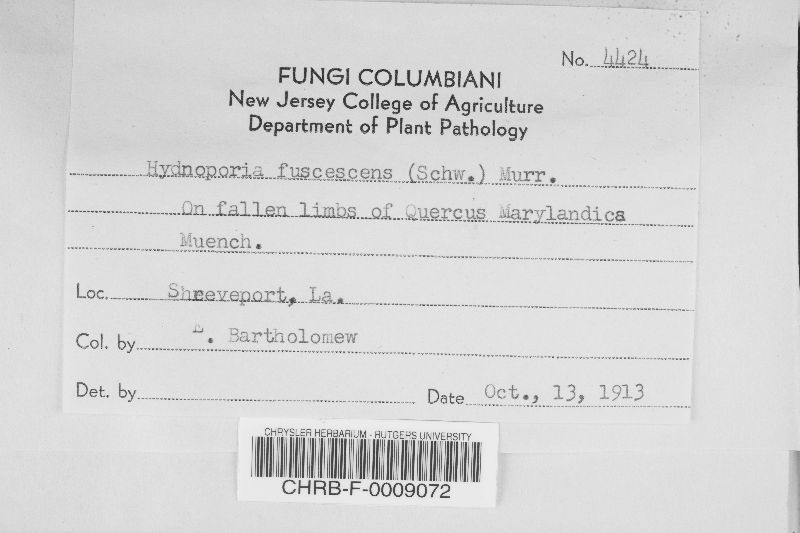 No. 4424
FUNGI COLUMBIANI
New Jersey College of Agriculture
Department of Plant Pathology
Hydnoporia fuscescens (Schw.) Murr.
On fallen limbs of Quercus Marylandica
Muench.
Loc. Shreveport, La.
Col. by . Bartholomew
Det. by
Date Oct., 13, 1913
CHRYSLER HERBARIUM - RUTGERS UNIVERSITY
CHRB-F-0009072